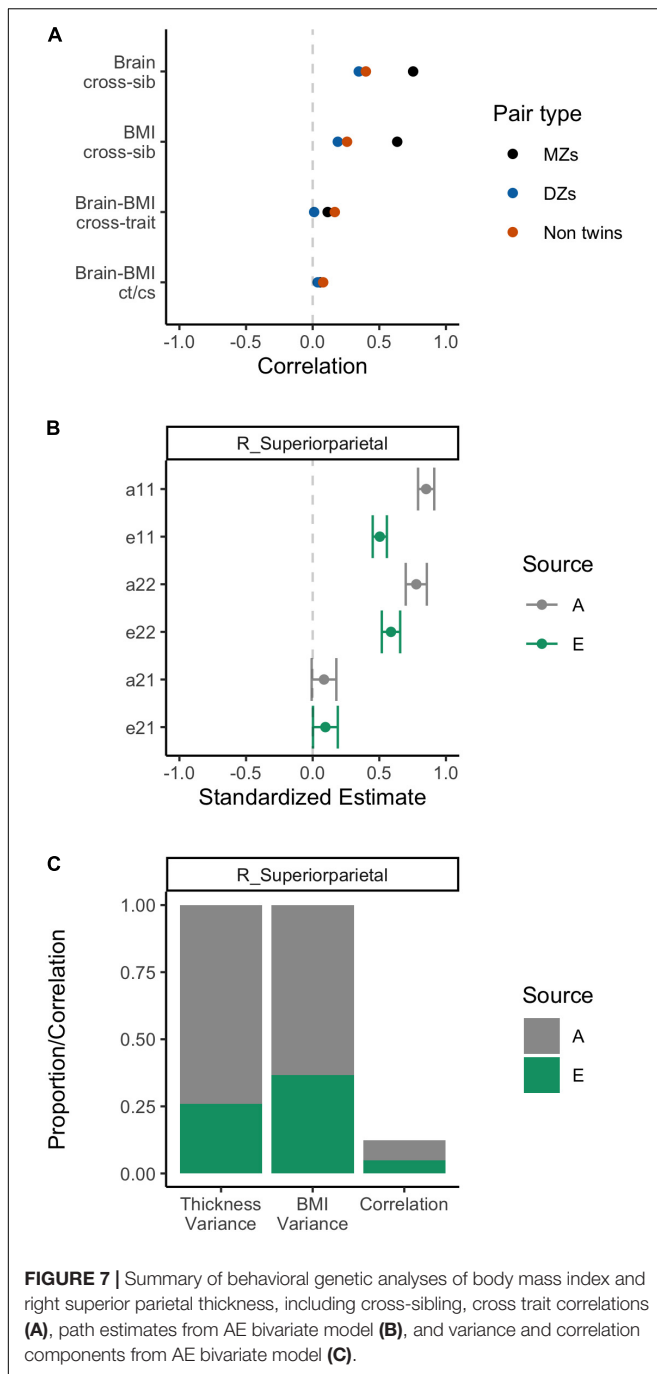 A
Brain
cross-sib
BMI
cross-sib
Brain-BMI
cross-trait
Brain-BMI
ct/cs
-1.0 -0.5 0.0 0.5 1.0
Correlation
Pair type
MZs
DZs
Non twins
B
R_Superiorparietal
a11
e11
a22
e22
a21
e21
-1.0 -0.5 0.0 0.5 1.0
Standardized Estimate
Source
A
E
C
R_Superiorparietal
Proportion/Correlation
1.00
0.75
0.50
0.25
0.00
Thickness
Variance
BMI
Variance
Correlation
Source
A
E
FIGURE 7 | Summary of behavioral genetic analyses of body mass index and
right superior parietal thickness, including cross-sibling, cross trait correlations
(A), path estimates from AE bivariate model (B), and variance and correlation
components from AE bivariate model (C).